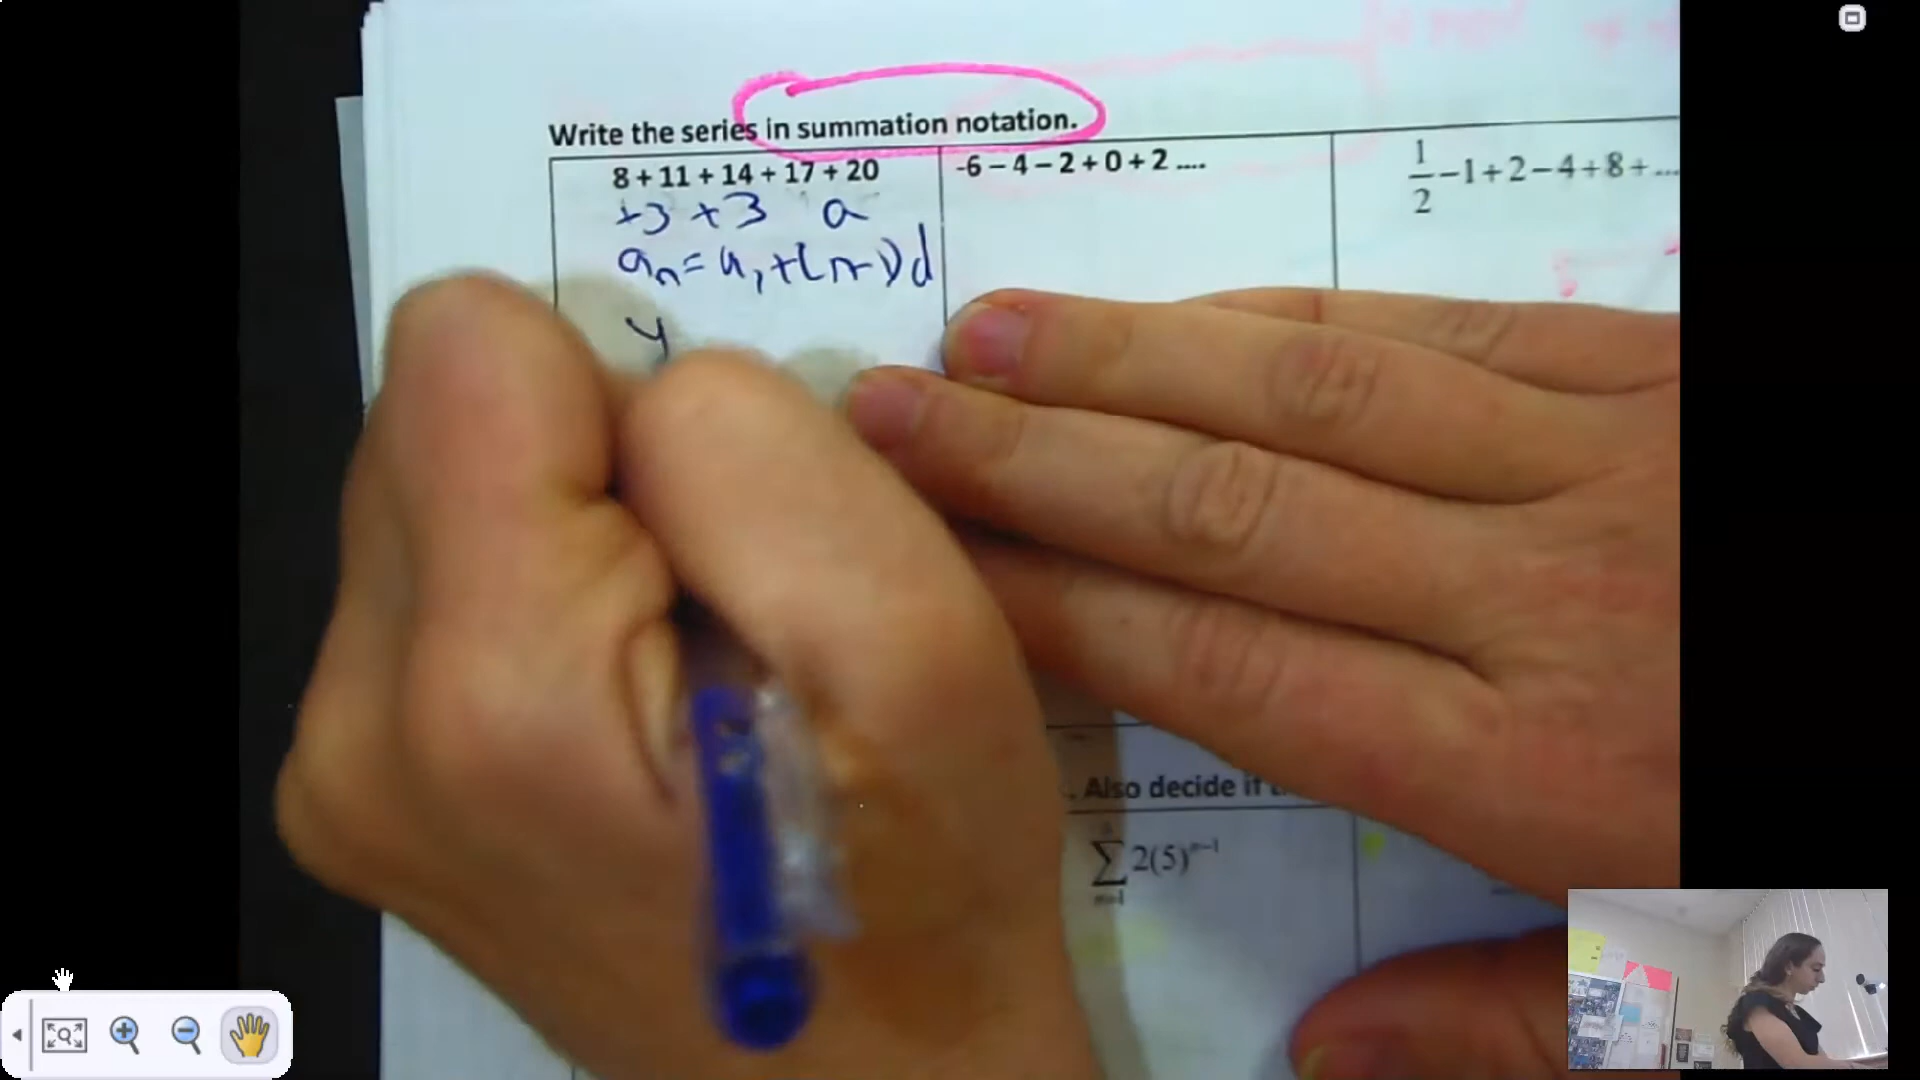 Write the series in summation notation.
8 + 11 + 14 + 17 + 20
-6 – 4 – 2 + 0 + 2 ....
1/2 − 1 + 2 − 4 + 8 + ...
+3 +3 a
aₙ = a₁ + (n-1)d
. Also decide if
∑ 2(5)ⁿ⁻¹
n=1